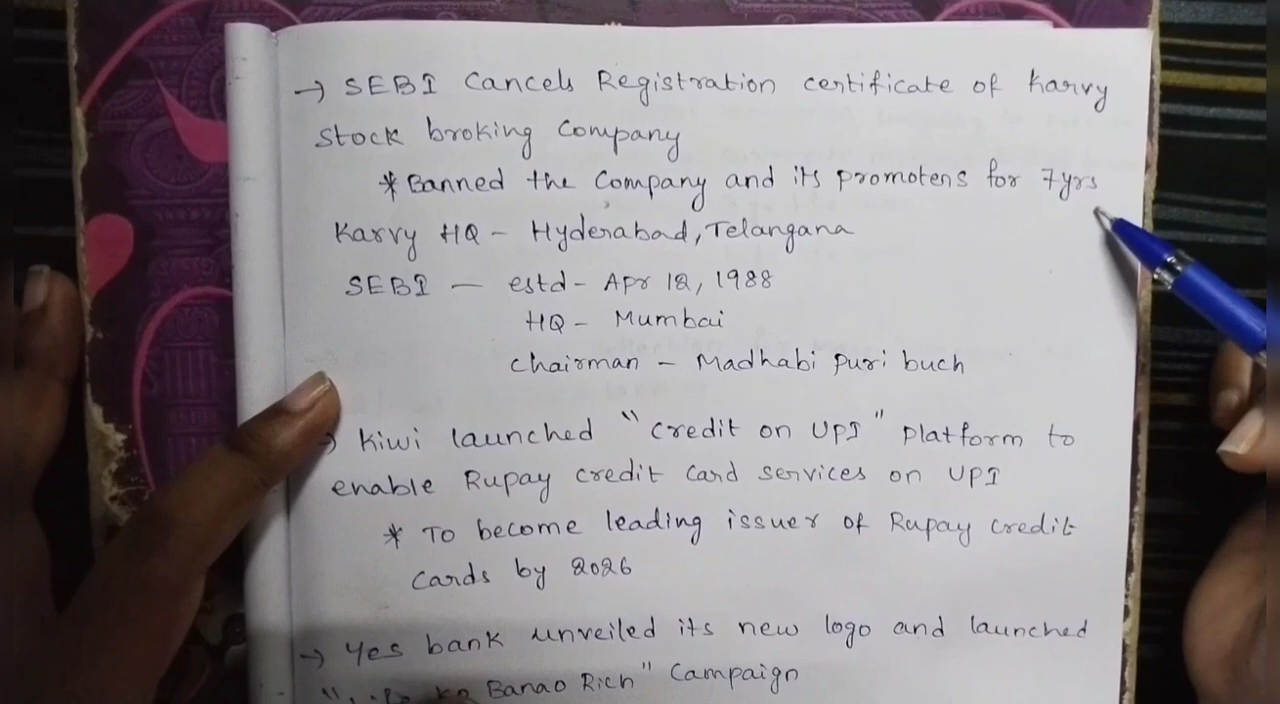 → SEBI Cancels Registration certificate of Karvy
Stock broking Company
* Banned the Company and its promoters for 7yrs
Karvy HQ - Hyderabad, Telangana
SEBI — estd - Apr 12, 1988
HQ - Mumbai
Chairman - Madhabi Puri buch
→ Kiwi launched "Credit on UPI" Platform to
enable Rupay credit Card services on UPI
* To become leading issuer of Rupay credit
Cards by 2026
→ Yes bank unveiled its new logo and launched
Ko Banao Rich" Campaign